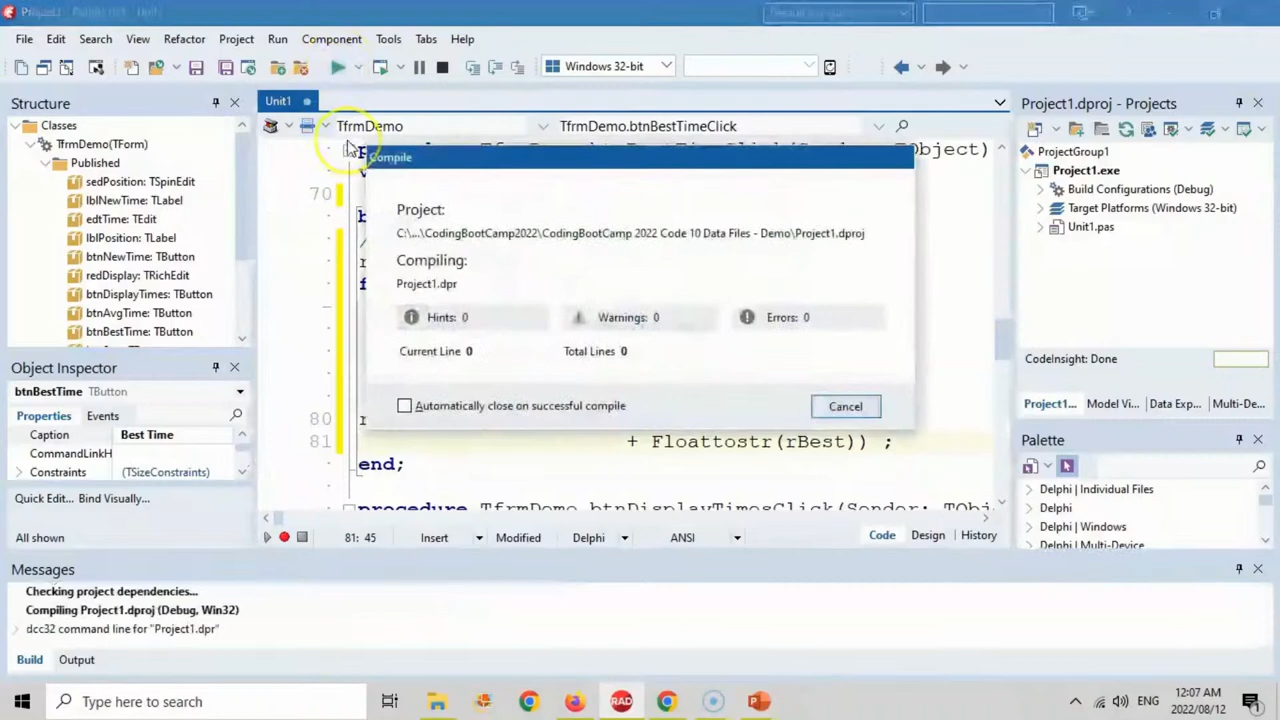 Project1
File Edit Search View Refactor Project Run Component Tools Tabs Help
Windows 32-bit
Structure
Classes
TfrmDemo(TForm)
Published
sedPosition: TSpinEdit
lblNewTime: TLabel
edtTime: TEdit
lblPosition: TLabel
btnNewTime: TButton
redDisplay: TRichEdit
btnDisplayTimes: TButton
btnAvgTime: TButton
btnBestTime: TButton
Object Inspector
btnBestTime TButton
Properties Events
Caption Best Time
CommandLinkH
Constraints (TSizeConstraints)
Quick Edit... Bind Visually...
All shown
Unit1
TfrmDemo TfrmDemo.btnBestTimeClick
70
80
81 + Floattostr(rBest)) ;
end;
procedure TfrmDemo.btnDisplayTimesClick(Sender: TObj
81: 45 Insert Modified Delphi ANSI Code Design History
Compile
Project:
C:\...\CodingBootCamp2022\CodingBootCamp 2022 Code 10 Data Files - Demo\Project1.dproj
Compiling:
Project1.dpr
Hints: 0 Warnings: 0 Errors: 0
Current Line 0 Total Lines 0
Automatically close on successful compile
Cancel
Project1.dproj - Projects
ProjectGroup1
Project1.exe
Build Configurations (Debug)
Target Platforms (Windows 32-bit)
Unit1.pas
CodeInsight: Done
Project1... Model Vi... Data Exp... Multi-De...
Palette
Delphi | Individual Files
Delphi
Delphi | Windows
Delphi | Multi-Device
Messages
Checking project dependencies...
Compiling Project1.dproj (Debug, Win32)
dcc32 command line for "Project1.dpr"
Build Output
Type here to search
RAD
ENG
12:07 AM
2022/08/12